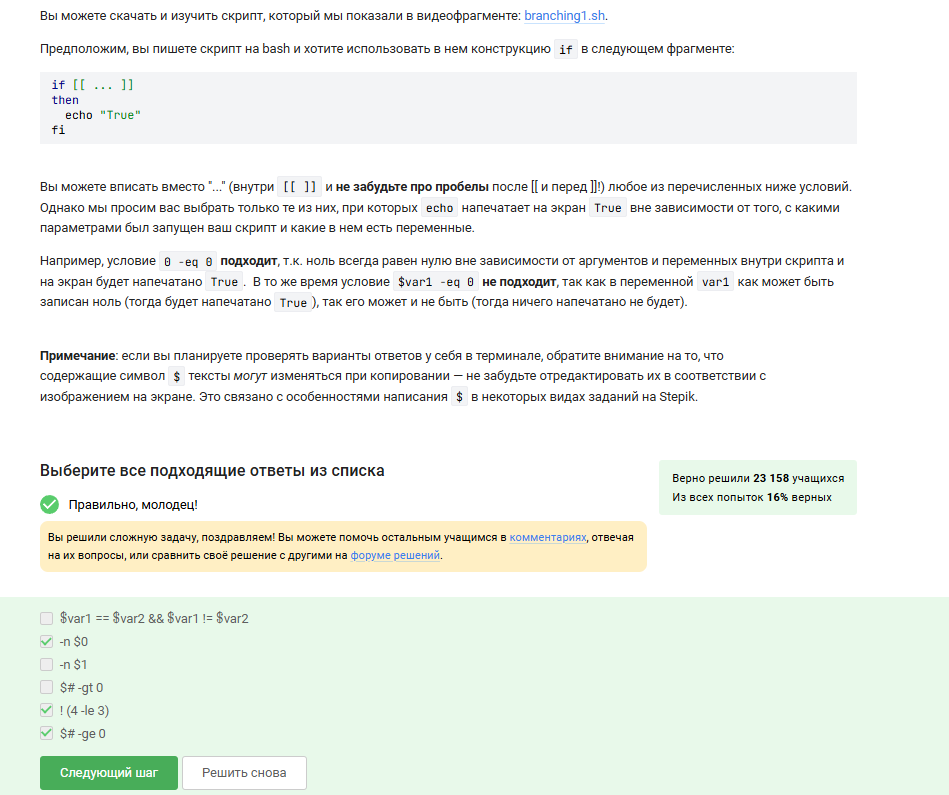 Вы можете скачать и изучить скрипт, который мы показали в видеофрагменте: branching1.sh.
Предположим, вы пишете скрипт на bash и хотите использовать в нем конструкцию if в следующем фрагменте:
if [[ ... ]]
then
  echo "True"
fi
Вы можете вписать вместо "..." (внутри [[ ]] и не забудьте про пробелы после [[ и перед ]]!) любое из перечисленных ниже условий.
Однако мы просим вас выбрать только те из них, при которых echo напечатает на экран True вне зависимости от того, с какими
параметрами был запущен ваш скрипт и какие в нем есть переменные.
Например, условие 0 -eq 0 подходит, т.к. ноль всегда равен нулю вне зависимости от аргументов и переменных внутри скрипта и
на экран будет напечатано True . В то же время условие $var1 -eq 0 не подходит, так как в переменной var1 как может быть
записан ноль (тогда будет напечатано True ), так его может и не быть (тогда ничего напечатано не будет).
Примечание: если вы планируете проверять варианты ответов у себя в терминале, обратите внимание на то, что
содержащие символ $ тексты могут изменяться при копировании — не забудьте отредактировать их в соответствии с
изображением на экране. Это связано с особенностями написания $ в некоторых видах заданий на Stepik.
Выберите все подходящие ответы из списка
Верно решили 23 158 учащихся
Из всех попыток 16% верных
Правильно, молодец!
Вы решили сложную задачу, поздравляем! Вы можете помочь остальным учащимся в комментариях, отвечая
на их вопросы, или сравнить своё решение с другими на форуме решений.
$var1 == $var2 && $var1 != $var2
-n $0
-n $1
$# -gt 0
! (4 -le 3)
$# -ge 0
Следующий шаг
Решить снова